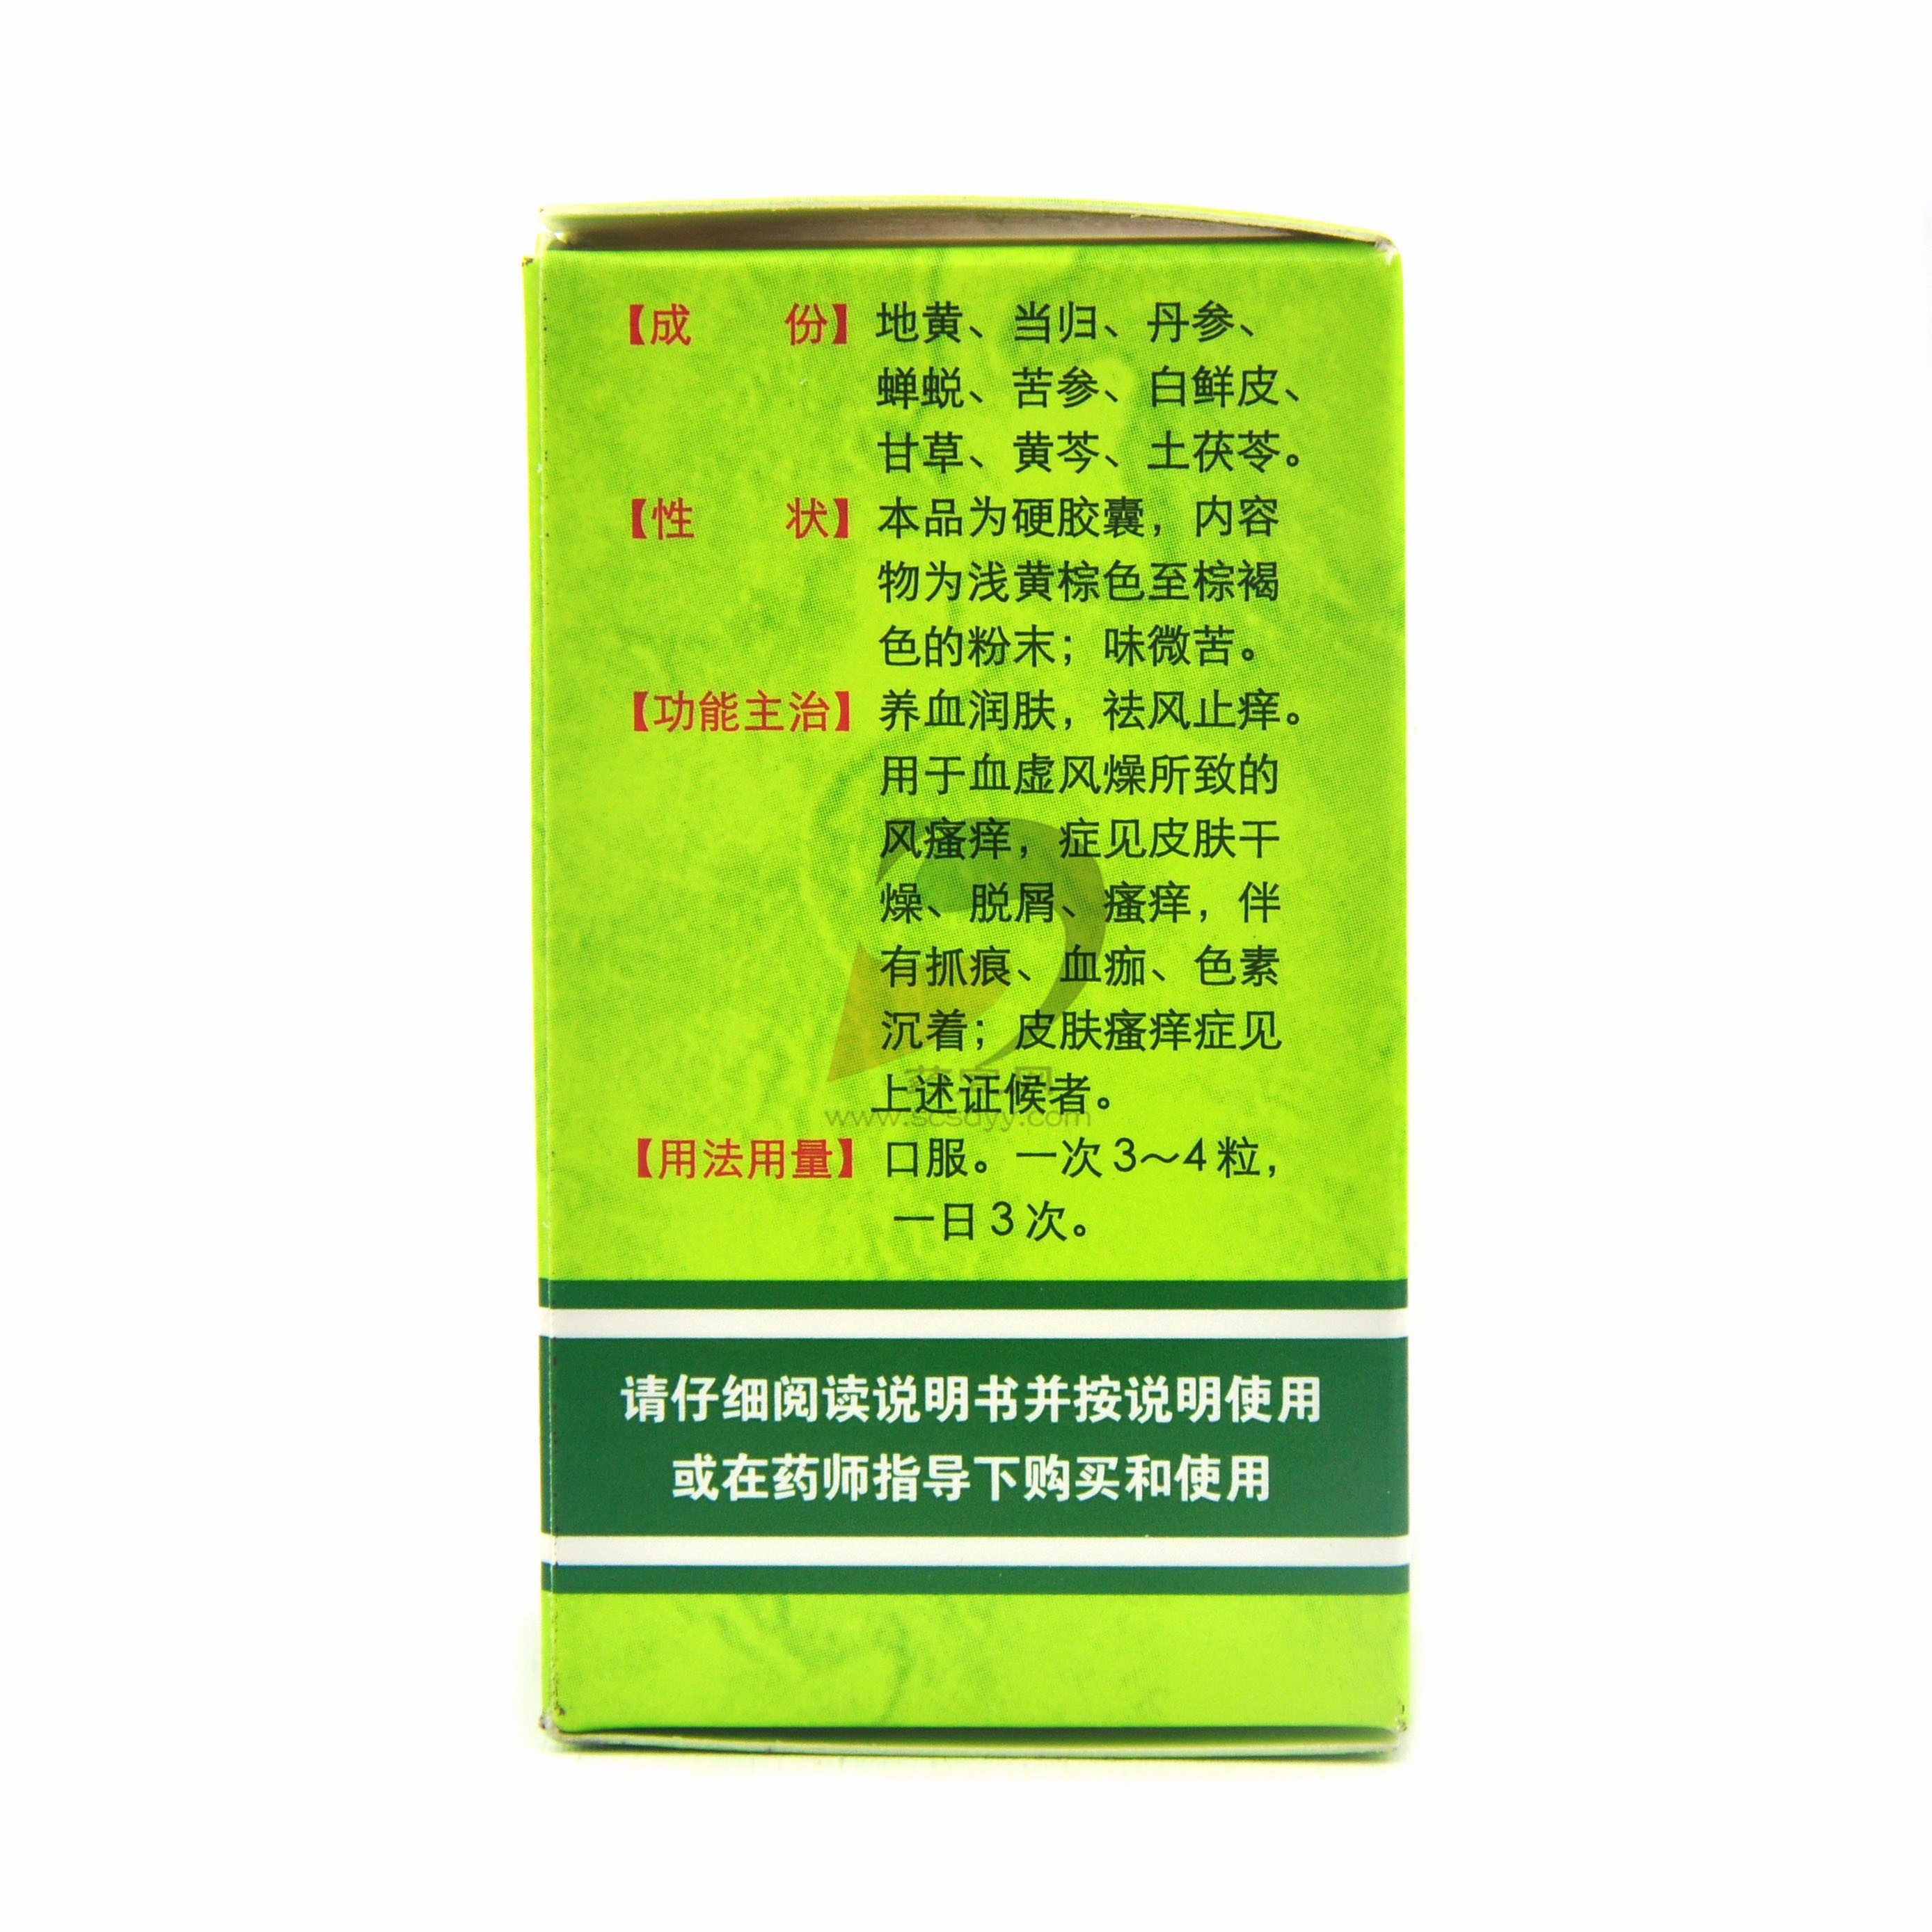 【成 份】地黄、当归、丹参、
蝉蜕、苦参、白鲜皮、
甘草、黄芩、土茯苓。
【性 状】本品为硬胶囊，内容
物为浅黄棕色至棕褐
色的粉末；味微苦。
【功能主治】养血润肤，祛风止痒。
用于血虚风燥所致的
风瘙痒，症见皮肤干
燥、脱屑、瘙痒，伴
有抓痕、血痂、色素
沉着；皮肤瘙痒症见
上述证候者。
www.scsdyy.com
【用法用量】口服。一次3～4粒，
一日3次。
请仔细阅读说明书并按说明使用
或在药师指导下购买和使用